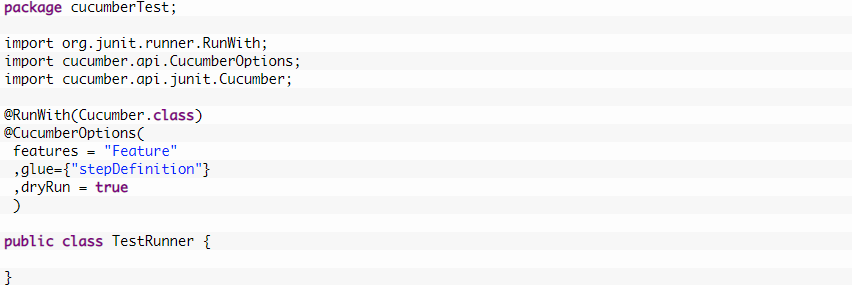 package cucumberTest;
import org.junit.runner.RunWith;
import cucumber.api.CucumberOptions;
import cucumber.api.junit.Cucumber;
@RunWith(Cucumber.class)
@CucumberOptions(
features = "Feature"
,glue={"stepDefinition"}
,dryRun = true
)
public class TestRunner {
}